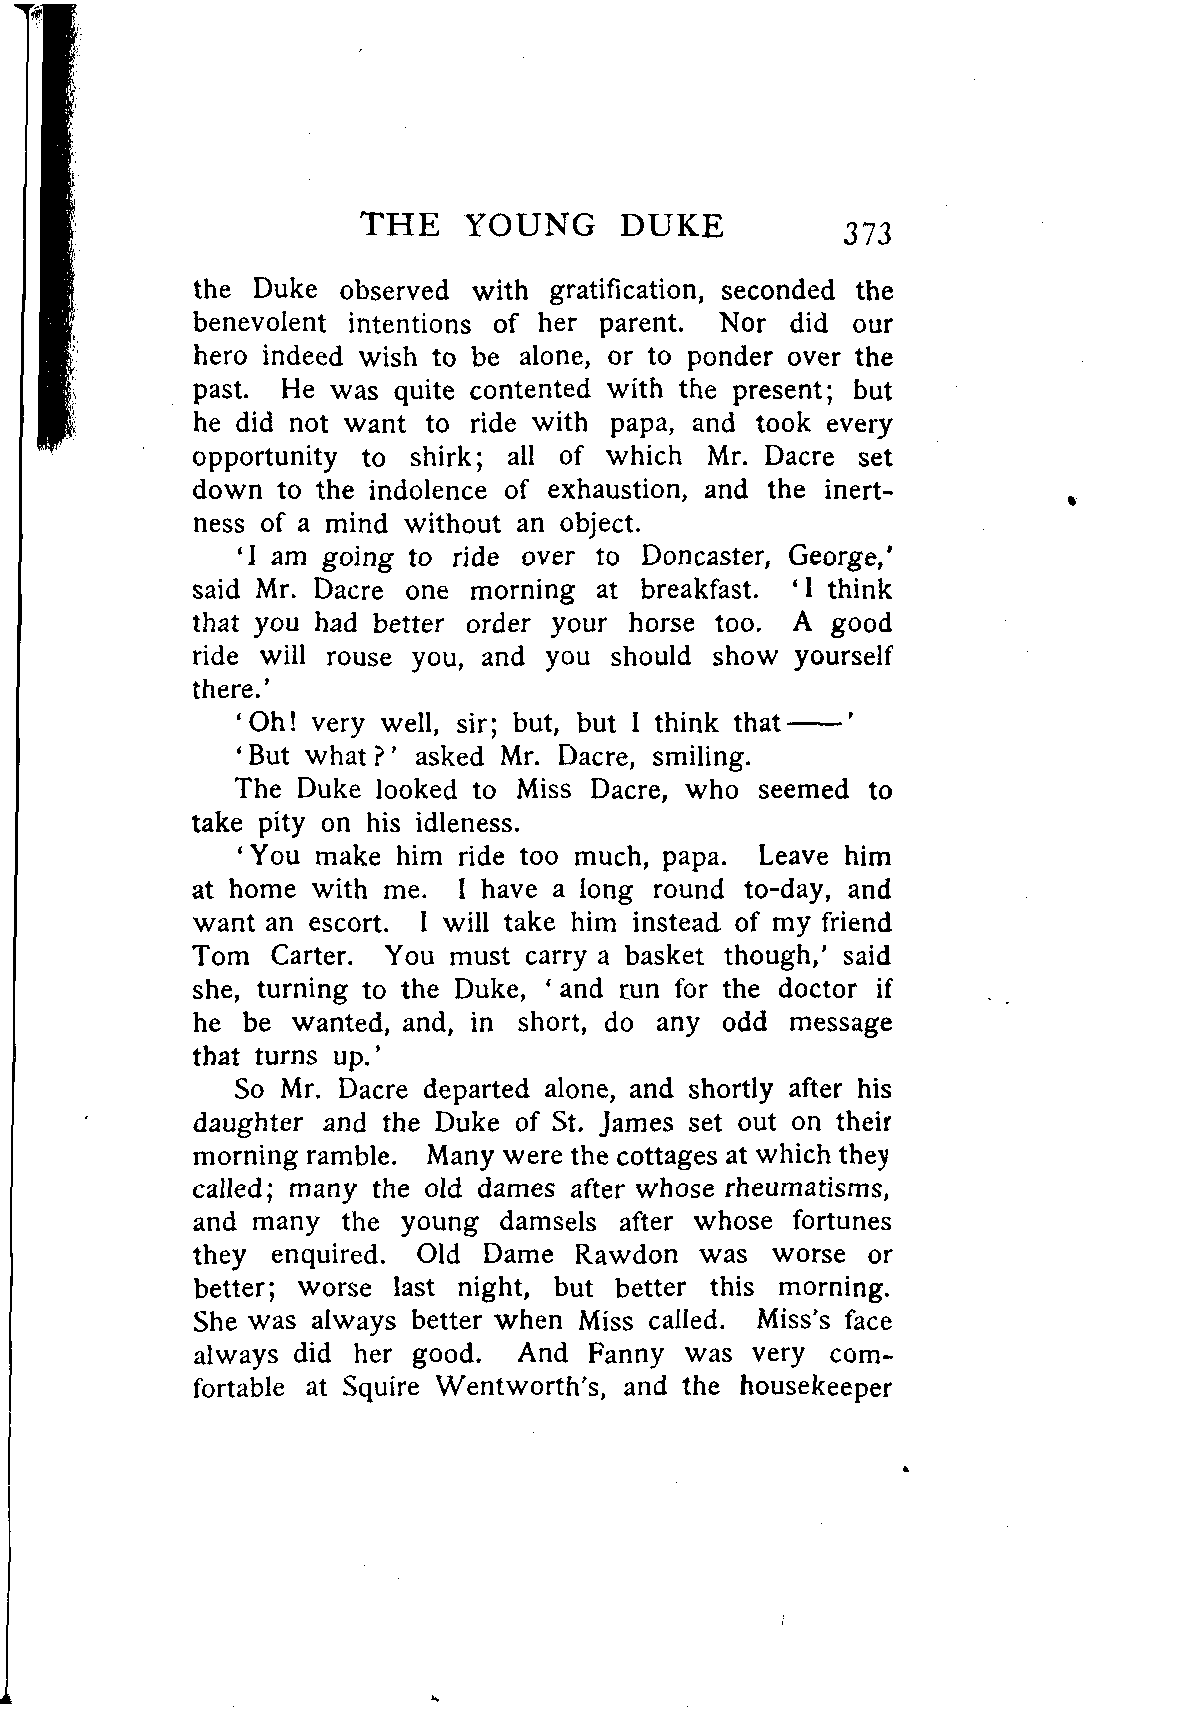 THE YOUNG DUKE 373
the Duke observed with gratification, seconded the
benevolent intentions of her parent. Nor did our
hero indeed wish to be alone, or to ponder over the
past. He was quite contented with the present; but
he did not want to ride with papa, and took every
opportunity to shirk; all of which Mr. Dacre set
down to the indolence of exhaustion, and the inert-
ness of a mind without an object.
‘I am going to ride over to Doncaster, George,’
said Mr. Dacre one morning at breakfast. ‘I think
that you had better order your horse too. A good
ride will rouse you, and you should show yourself
there.’
‘Oh! very well, sir; but, but I think that——’
‘But what?’ asked Mr. Dacre, smiling.
The Duke looked to Miss Dacre, who seemed to
take pity on his idleness.
‘You make him ride too much, papa. Leave him
at home with me. I have a long round to-day, and
want an escort. I will take him instead of my friend
Tom Carter. You must carry a basket though,’ said
she, turning to the Duke, ‘and run for the doctor if
he be wanted, and, in short, do any odd message
that turns up.’
So Mr. Dacre departed alone, and shortly after his
daughter and the Duke of St. James set out on their
morning ramble. Many were the cottages at which they
called; many the old dames after whose rheumatisms,
and many the young damsels after whose fortunes
they enquired. Old Dame Rawdon was worse or
better; worse last night, but better this morning.
She was always better when Miss called. Miss's face
always did her good. And Fanny was very com-
fortable at Squire Wentworth's, and the housekeeper